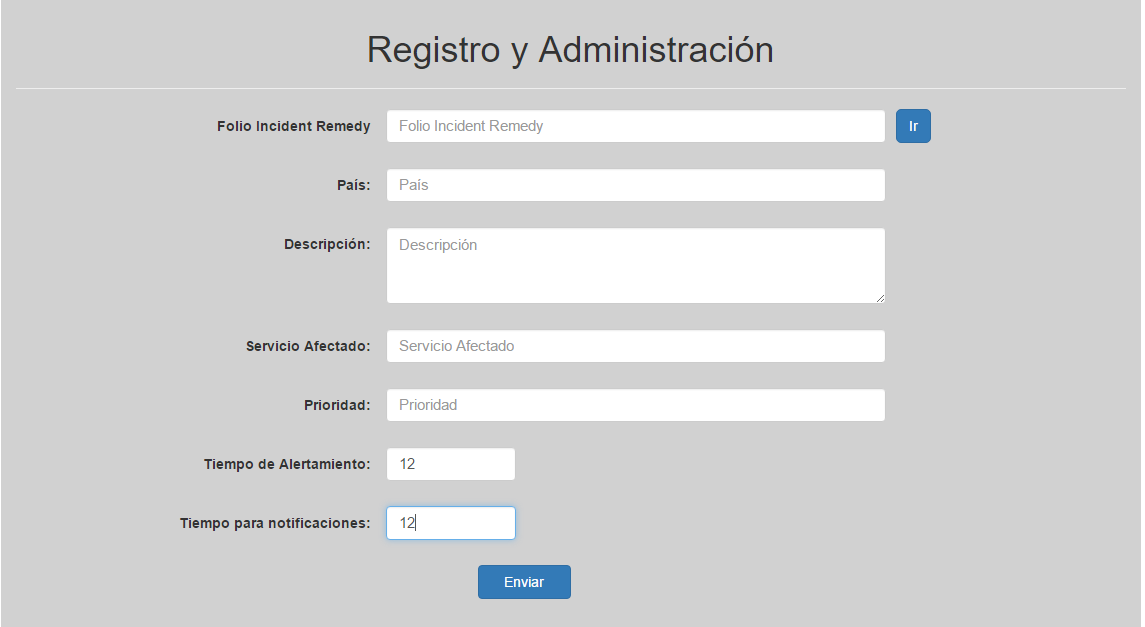 Registro y Administración
Folio Incident Remedy Folio Incident Remedy Ir
País: País
Descripción: Descripción
Servicio Afectado: Servicio Afectado
Prioridad: Prioridad
Tiempo de Alertamiento: 12
Tiempo para notificaciones: 12
Enviar